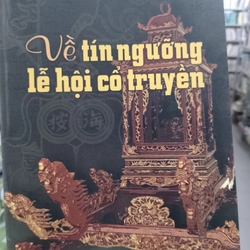 Về tín ngưỡng
lễ hội cổ truyền